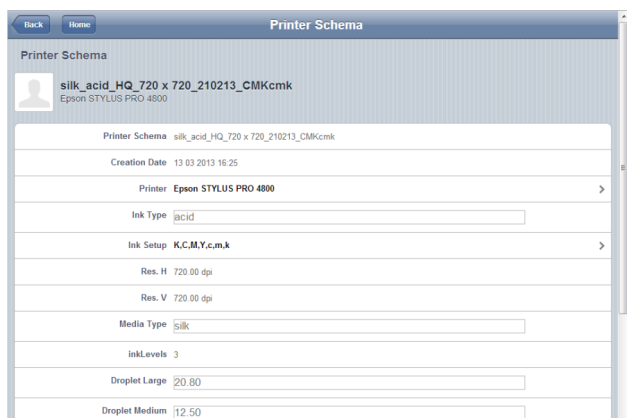 Back Home Printer Schema
Printer Schema
silk_acid_HQ_720 x 720_210213_CMKcmk
Epson STYLUS PRO 4800
Printer Schema silk_acid_HQ_720 x 720_210213_CMKcmk
Creation Date 13 03 2013 16:25
Printer Epson STYLUS PRO 4800
Ink Type acid
Ink Setup K,C,M,Y,c,m,k
Res. H 720.00 dpi
Res. V 720.00 dpi
Media Type silk
inkLevels 3
Droplet Large 20.80
Droplet Medium 12.50